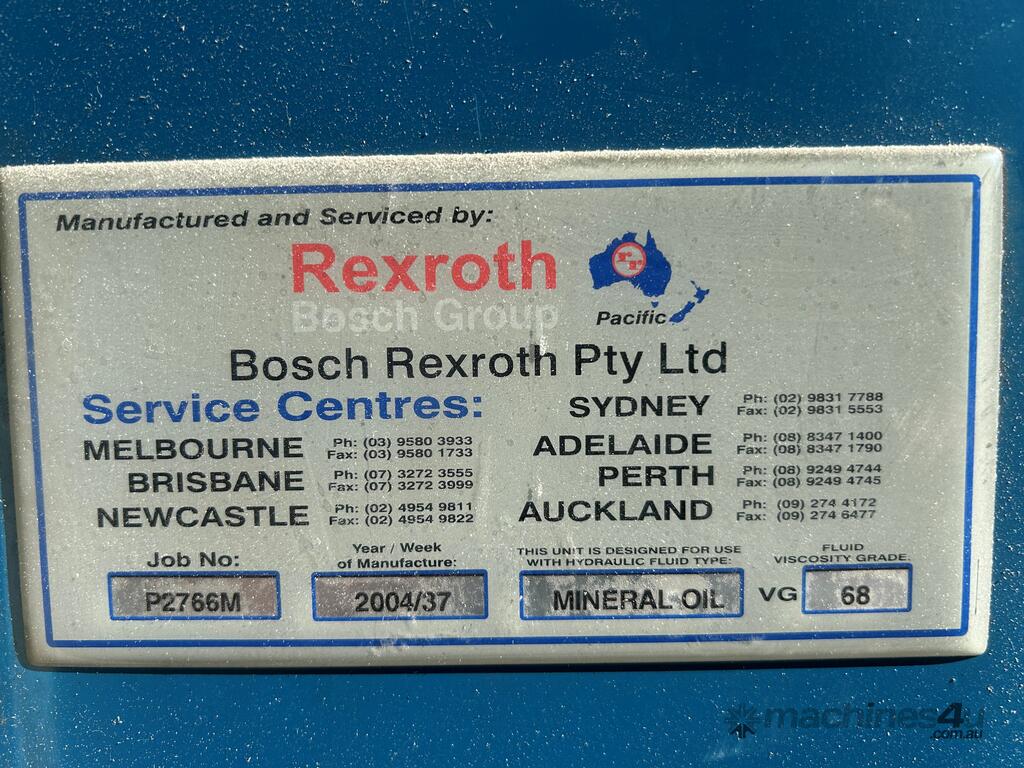 Manufactured and Serviced by:
Rexroth
Bosch Group
rr
Pacific
Bosch Rexroth Pty Ltd
Service Centres:
MELBOURNE Ph: (03) 9580 3933
Fax: (03) 9580 1733
BRISBANE Ph: (07) 3272 3555
Fax: (07) 3272 3999
NEWCASTLE Ph: (02) 4954 9811
Fax: (02) 4954 9822
SYDNEY Ph: (02) 9831 7788
Fax: (02) 9831 5553
ADELAIDE Ph: (08) 8347 1400
Fax: (08) 8347 1790
PERTH Ph: (08) 9249 4744
Fax: (08) 9249 4745
AUCKLAND Ph: (09) 274 4172
Fax: (09) 274 6477
Job No:
P2766M
Year / Week
of Manufacture:
2004/37
THIS UNIT IS DESIGNED FOR USE
WITH HYDRAULIC FLUID TYPE:
MINERAL OIL
FLUID
VISCOSITY GRADE.
VG 68
machines4u
.com.au